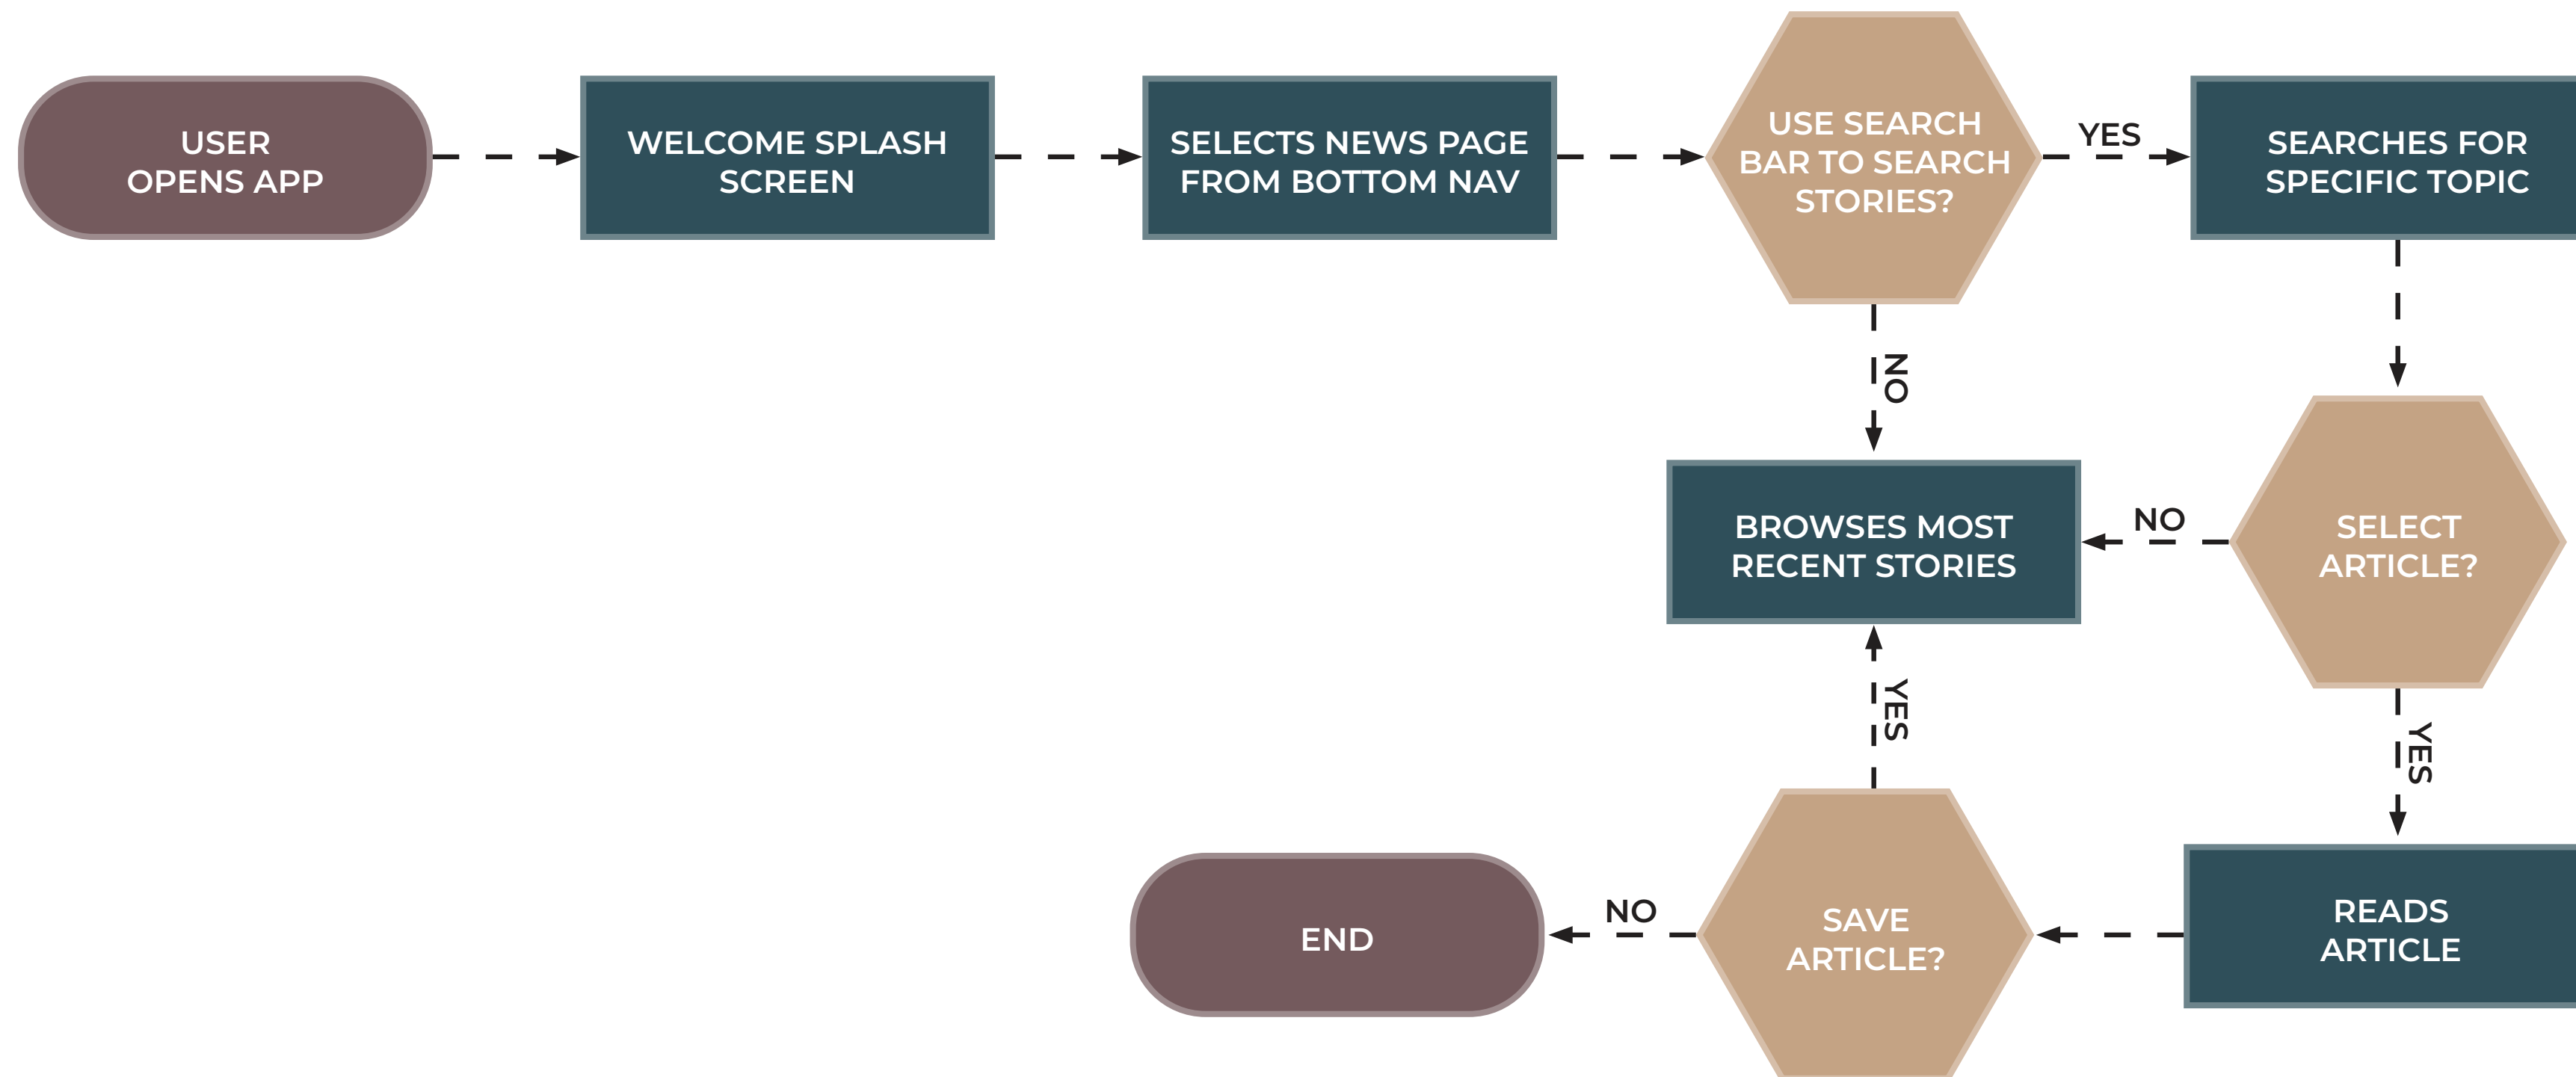 USER
OPENS APP
WELCOME SPLASH
SCREEN
SELECTS NEWS PAGE
FROM BOTTOM NAV
USE SEARCH
BAR TO SEARCH
STORIES?
YES
SEARCHES FOR
SPECIFIC TOPIC
NO
BROWSES MOST
RECENT STORIES
NO
SELECT
ARTICLE?
YES
YES
END
NO
SAVE
ARTICLE?
READS
ARTICLE